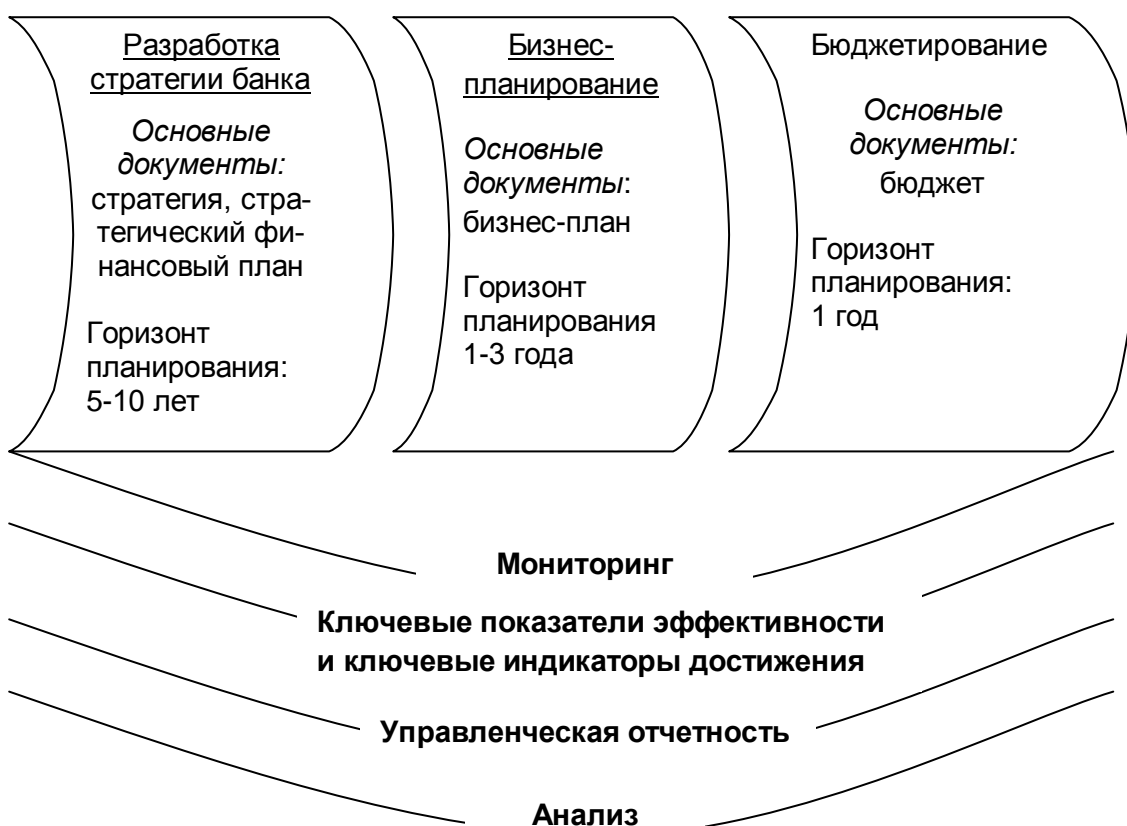 Разработка
стратегии банка
Основные
документы:
стратегия, стра-
тегический фи-
нансовый план
Горизонт
планирования:
5-10 лет
Бизнес-
планирование
Основные
документы:
бизнес-план
Горизонт
планирования
1-3 года
Бюджетирование
Основные
документы:
бюджет
Горизонт
планирования:
1 год
Мониторинг
Ключевые показатели эффективности
и ключевые индикаторы достижения
Управленческая отчетность
Анализ